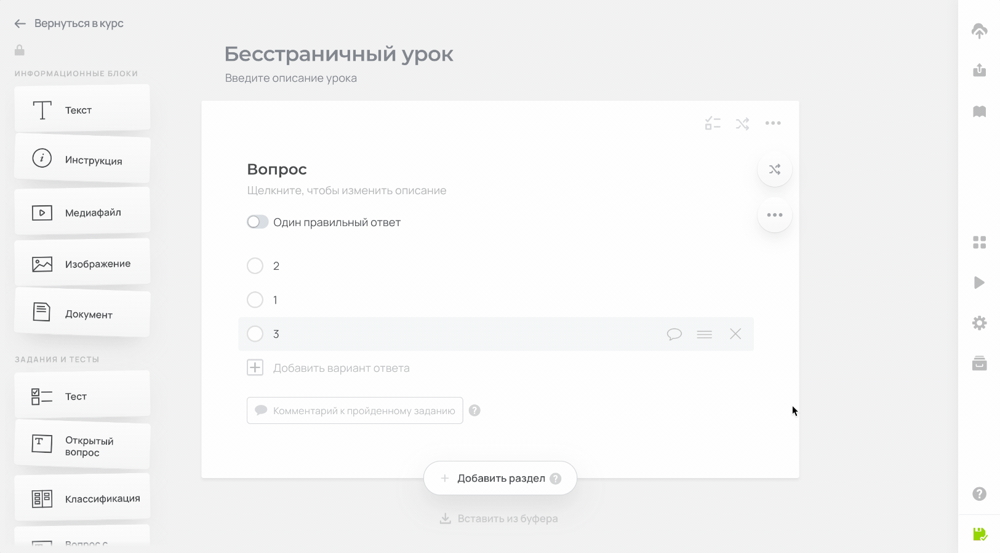 Вернуться в курс
ИНФОРМАЦИОННЫЕ БЛОКИ
Текст
Инструкция
Медиафайл
Изображение
Документ
ЗАДАНИЯ И ТЕСТЫ
Тест
Открытый
вопрос
Классификация
Вопрос с
Бесстраничный урок
Введите описание урока
Вопрос
Щелкните, чтобы изменить описание
Один правильный ответ
2
1
3
Добавить вариант ответа
Комментарий к пройденному заданию
Добавить раздел
Вставить из буфера